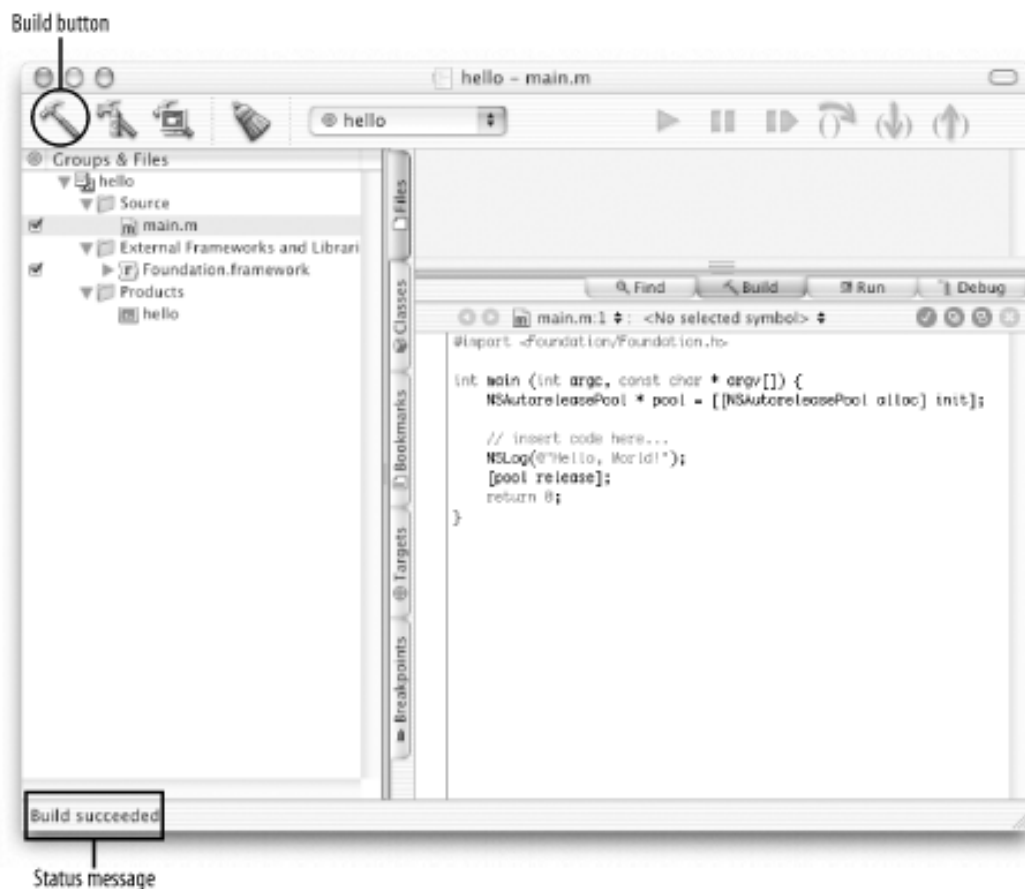 Build button
hello – main.m
hello
Groups & Files
hello
Source
main.m
External Frameworks and Librari
Foundation.framework
Products
hello
Files
Classes
Bookmarks
Targets
Breakpoints
Find
Build
Run
Debug
main.m:1 : <No selected symbol>
#import <Foundation/Foundation.h>
int main (int argc, const char * argv[]) {
NSAutoreleasePool * pool = [[NSAutoreleasePool alloc] init];
// insert code here...
NSLog(@"Hello, World!");
[pool release];
return 0;
}
Build succeeded
Status message